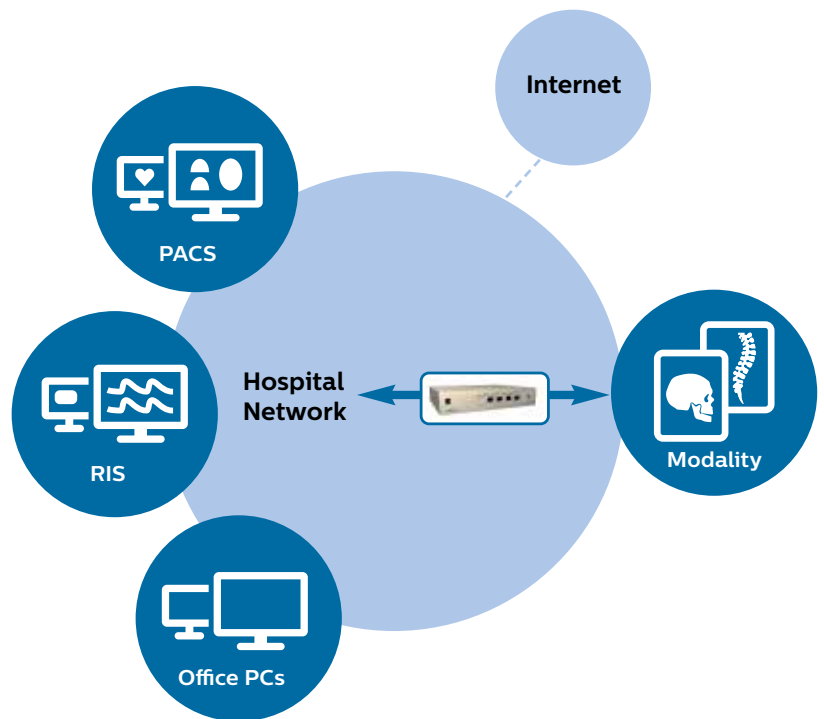 Internet
PACS
Hospital
Network
Modality
RIS
Office PCs